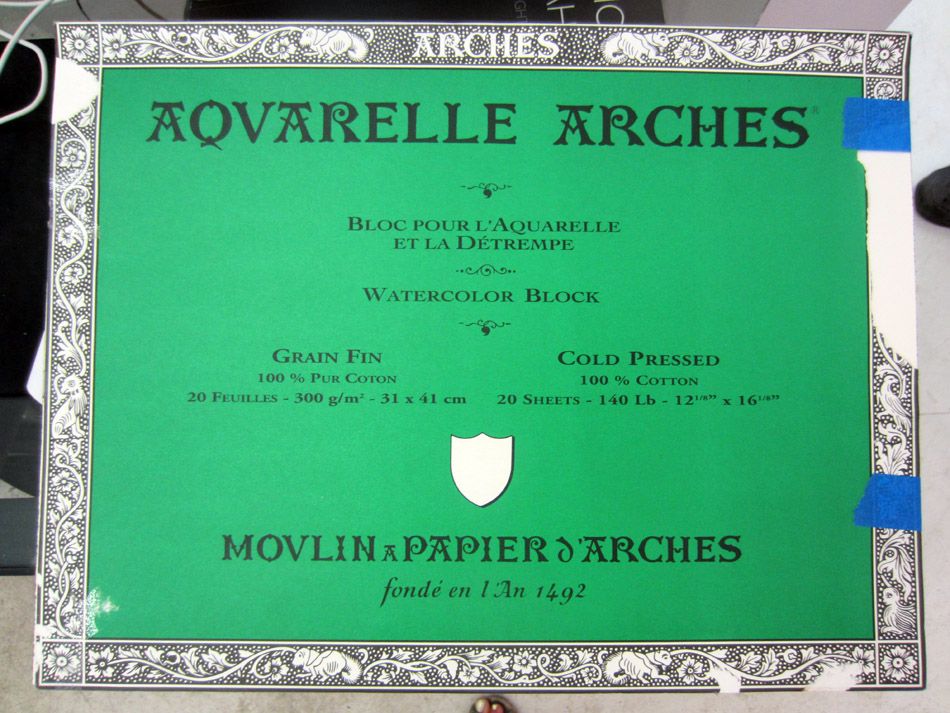 ARCHES
AQVARELLE ARCHES®
BLOC POUR L'AQUARELLE
ET LA DÉTREMPE
WATERCOLOR BLOCK
GRAIN FIN
100 % PUR COTON
20 FEUILLES - 300 g/m² - 31 x 41 cm
COLD PRESSED
100 % COTTON
20 SHEETS - 140 LB - 12 1/8" x 16 1/8"
MOVLIN A PAPIER d'ARCHES
fondé en l'An 1492